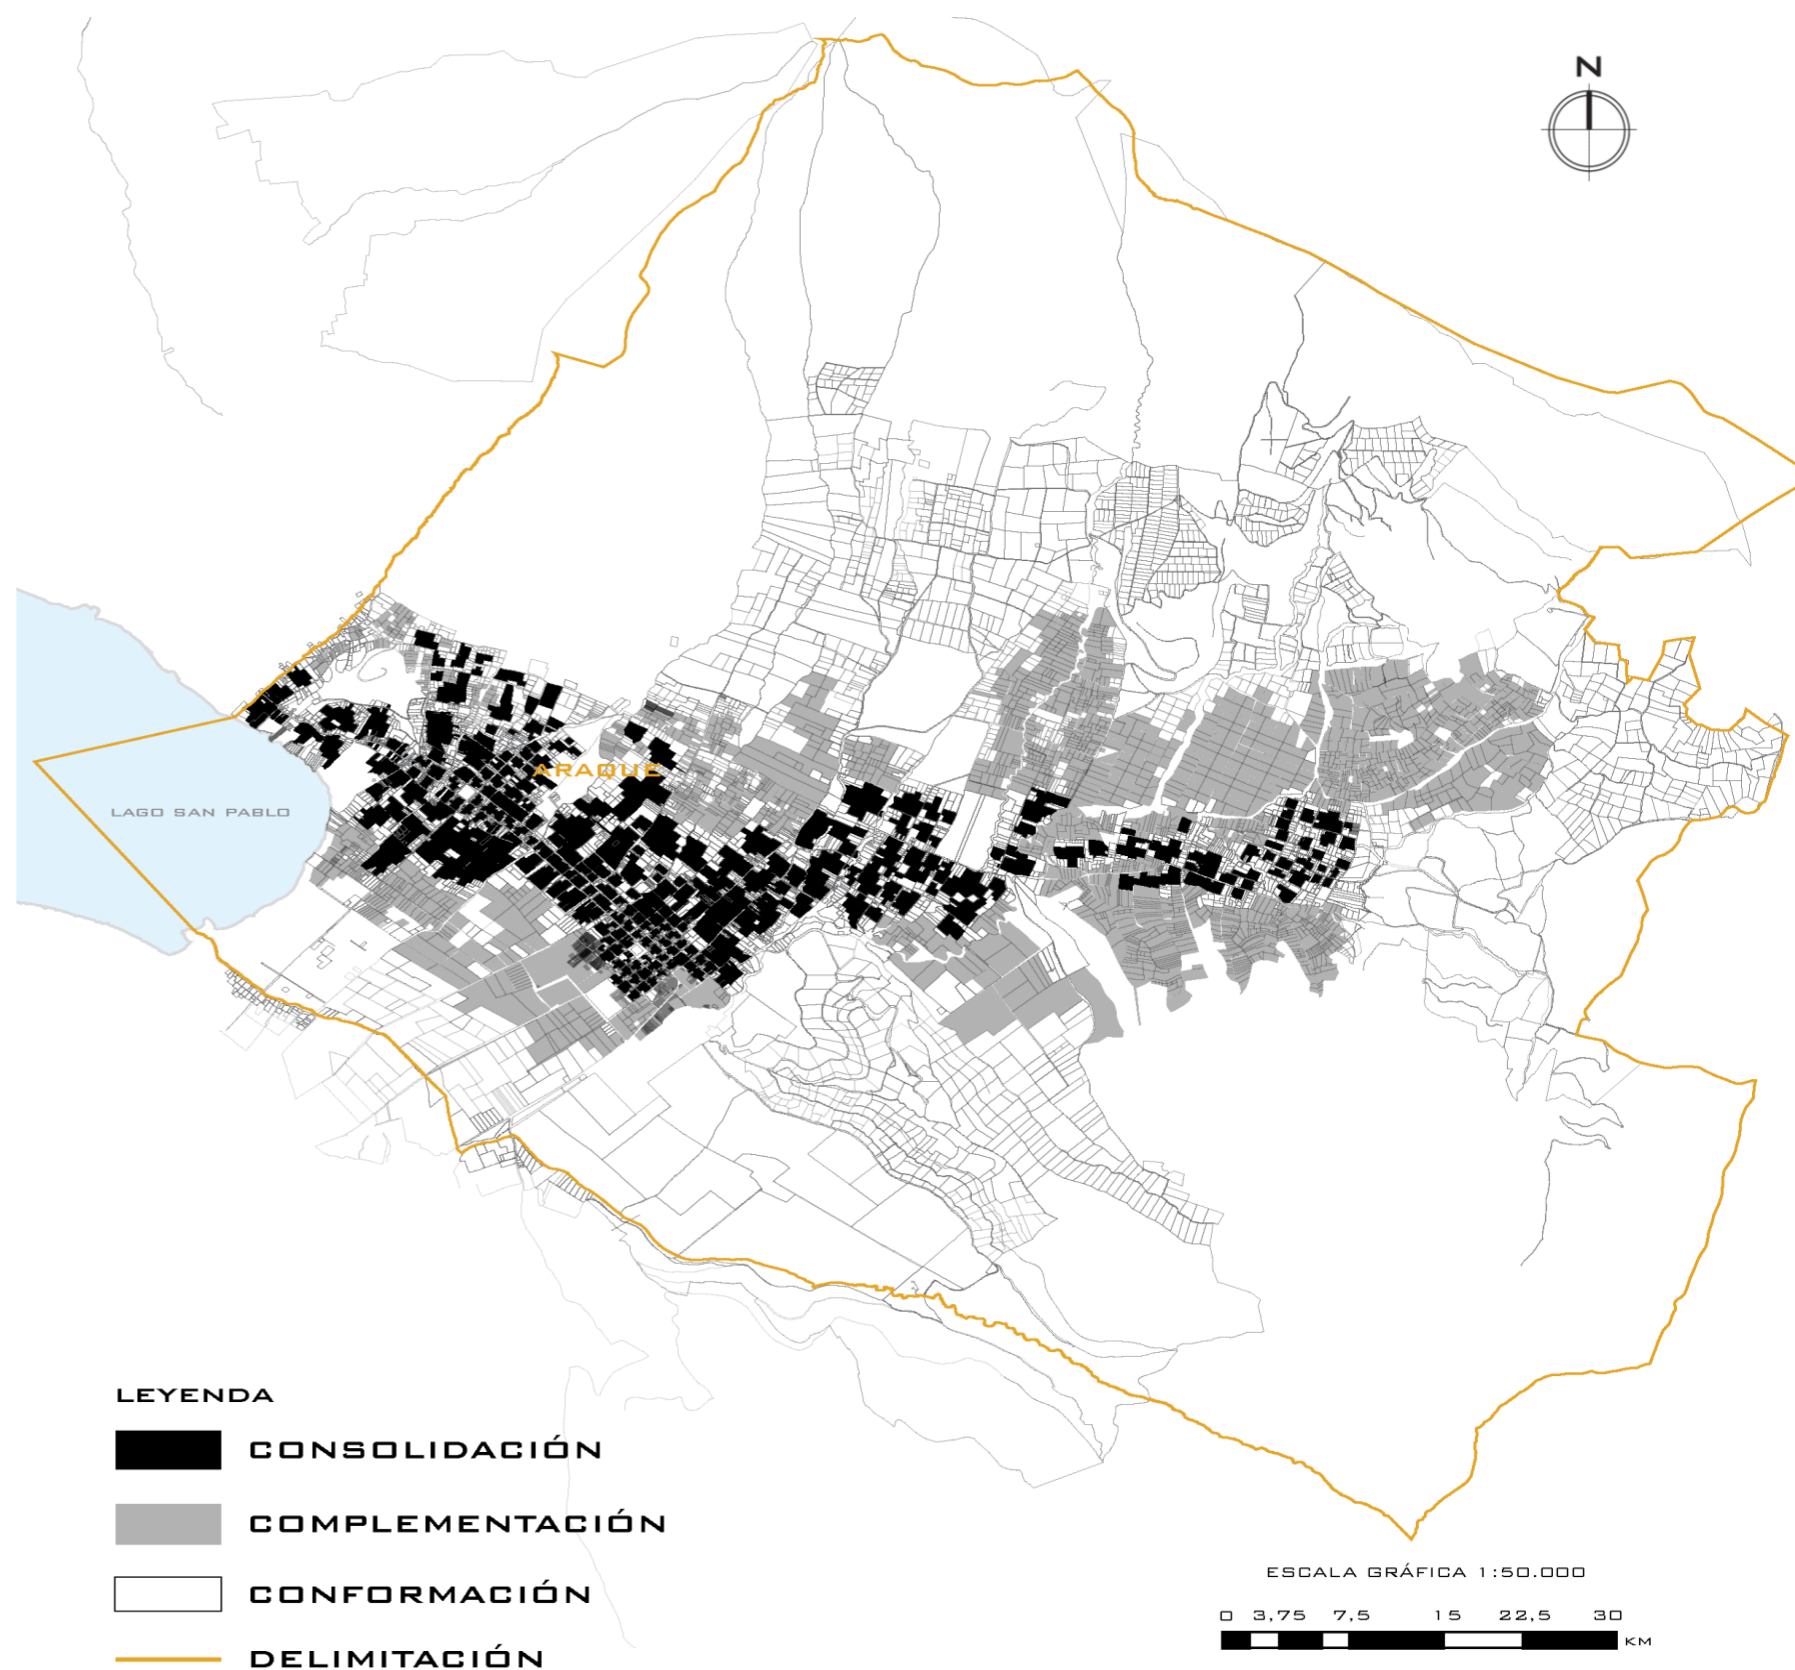 N
ARAQUE
LAGO SAN PABLO
LEYENDA
CONSOLIDACIÓN
COMPLEMENTACIÓN
CONFORMACIÓN
DELIMITACIÓN
ESCALA GRÁFICA 1:50.000
0 3,75 7,5 15 22,5 30
KM